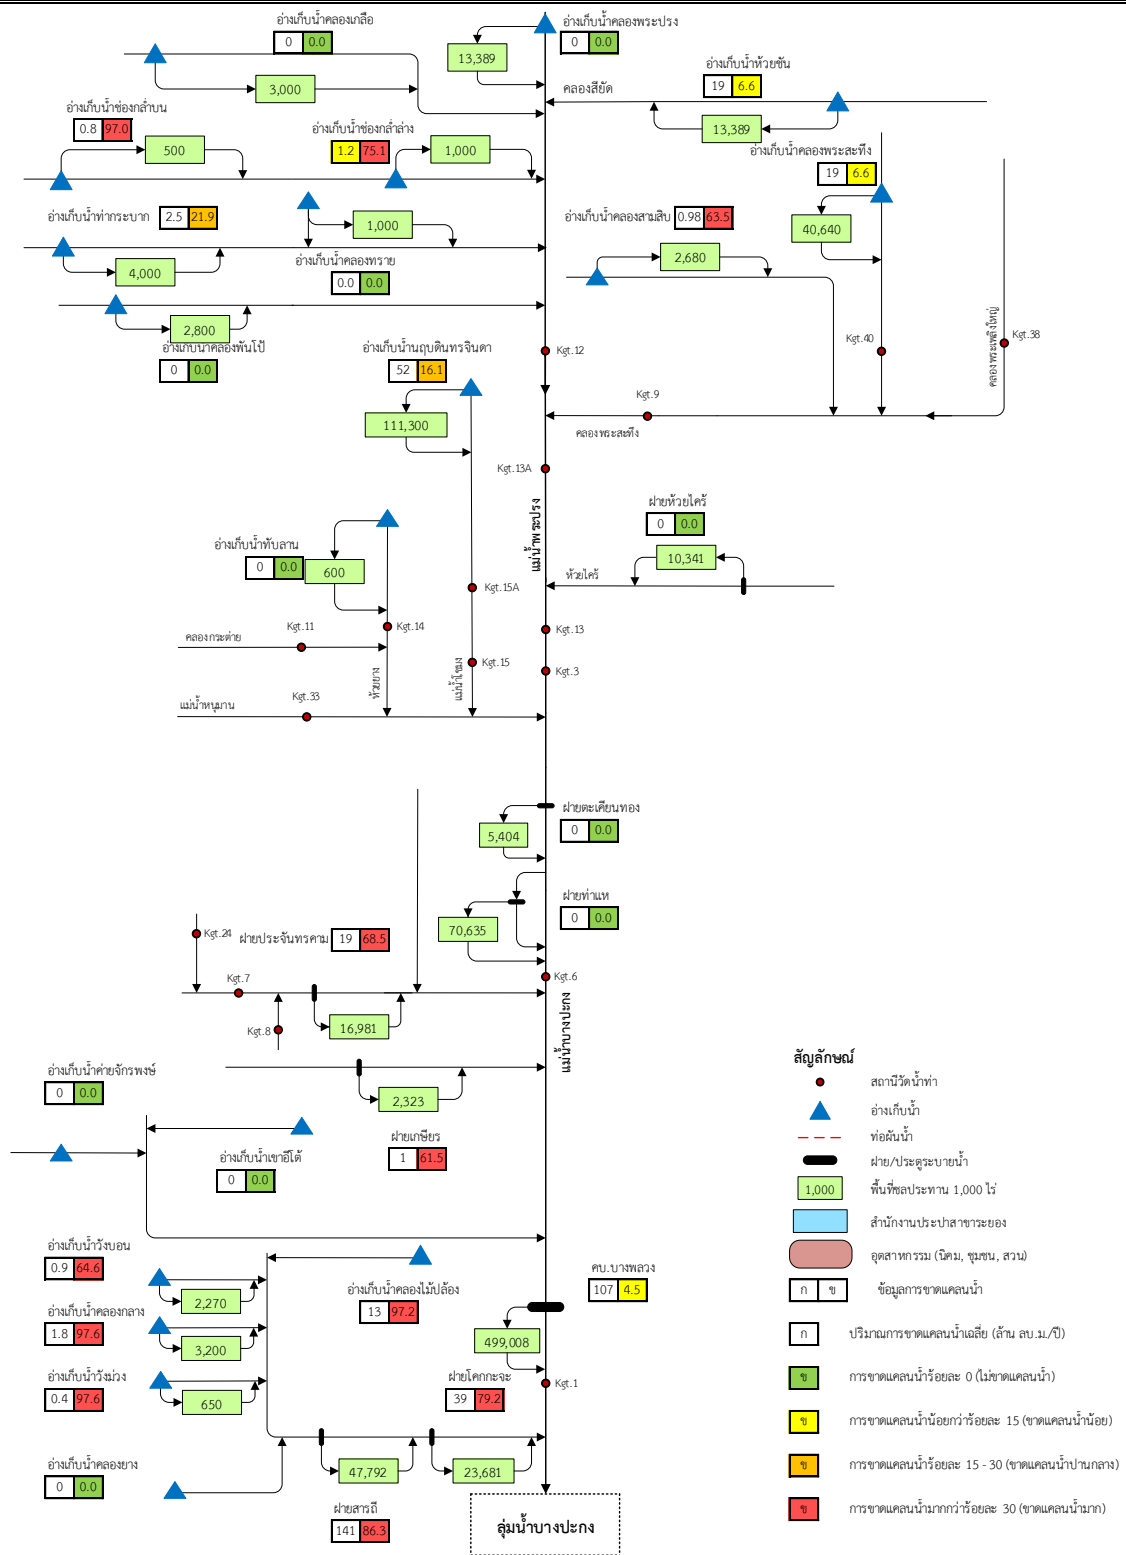 อ่างเก็บน้ำคลองเกลือ
0 0.0
3,000
อ่างเก็บน้ำคลองพระปรง
0 0.0
13,389
คลองสียัด
อ่างเก็บน้ำห้วยชัน
19 6.6
13,389
อ่างเก็บน้ำช่องกล่ำบน
0.8 97.0
500
อ่างเก็บน้ำช่องกล่ำล่าง
1.2 75.1
1,000
อ่างเก็บน้ำคลองพระสะทึง
19 6.6
40,640
อ่างเก็บน้ำท่ากระบาก 2.5 21.9
4,000
1,000
อ่างเก็บน้ำคลองสามสิบ 0.98 63.5
2,680
อ่างเก็บน้ำคลองทราย
0.0 0.0
2,800
อ่างเก็บน้ำคลองพันโป้
0 0.0
อ่างเก็บน้ำนฤบดินทรจินดา
52 16.1
111,300
Kgt.12
Kgt.40
คลองพระเพลิงใหญ่
Kgt.38
Kgt.9
คลองพระสะทึง
Kgt.13A
แม่น้ำพระปรง
ฝายห้วยไคร้
0 0.0
10,341
ห้วยไคร้
อ่างเก็บน้ำทับลาน
0 0.0
600
Kgt.15A
Kgt.11
Kgt.14
Kgt.13
คลองกระต่าย
Kgt.15
Kgt.3
ห้วยยาง
แม่น้ำโขมง
Kgt.33
แม่น้ำหนุมาน
ฝายตะเคียนทอง
0 0.0
5,404
ฝายท่าแห
0 0.0
70,635
Kgt.24
ฝายประจันทรคาม 19 68.5
Kgt.7
Kgt.6
Kgt.8
16,981
แม่น้ำบางปะกง
อ่างเก็บน้ำค่ายจักรพงษ์
0 0.0
2,323
ฝายเกษียร
1 61.5
อ่างเก็บน้ำเขาอีโต้
0 0.0
อ่างเก็บน้ำวังบอน
0.9 64.6
2,270
อ่างเก็บน้ำคลองไม้ปล้อง
13 97.2
คบ.บางพลวง
107 4.5
499,008
อ่างเก็บน้ำคลองกลาง
1.8 97.6
3,200
อ่างเก็บน้ำวังม่วง
0.4 97.6
650
ฝายโคกกะจะ
39 79.2
Kgt.1
อ่างเก็บน้ำคลองยาง
0 0.0
47,792
23,681
ฝายสารถี
141 86.3
ลุ่มน้ำบางปะกง
สัญลักษณ์
สถานีวัดน้ำท่า
อ่างเก็บน้ำ
ท่อผันน้ำ
ฝาย/ประตูระบายน้ำ
1,000 พื้นที่ชลประทาน 1,000 ไร่
สำนักงานประปาสาขาระยอง
อุตสาหกรรม (นิคม, ชุมชน, สวน)
ก ข ข้อมูลการขาดแคลนน้ำ
ก ปริมาณการขาดแคลนน้ำเฉลี่ย (ล้าน ลบ.ม./ปี)
ข การขาดแคลนน้ำร้อยละ 0 (ไม่ขาดแคลนน้ำ)
ข การขาดแคลนน้ำน้อยกว่าร้อยละ 15 (ขาดแคลนน้ำน้อย)
ข การขาดแคลนน้ำร้อยละ 15 - 30 (ขาดแคลนน้ำปานกลาง)
ข การขาดแคลนน้ำมากกว่าร้อยละ 30 (ขาดแคลนน้ำมาก)